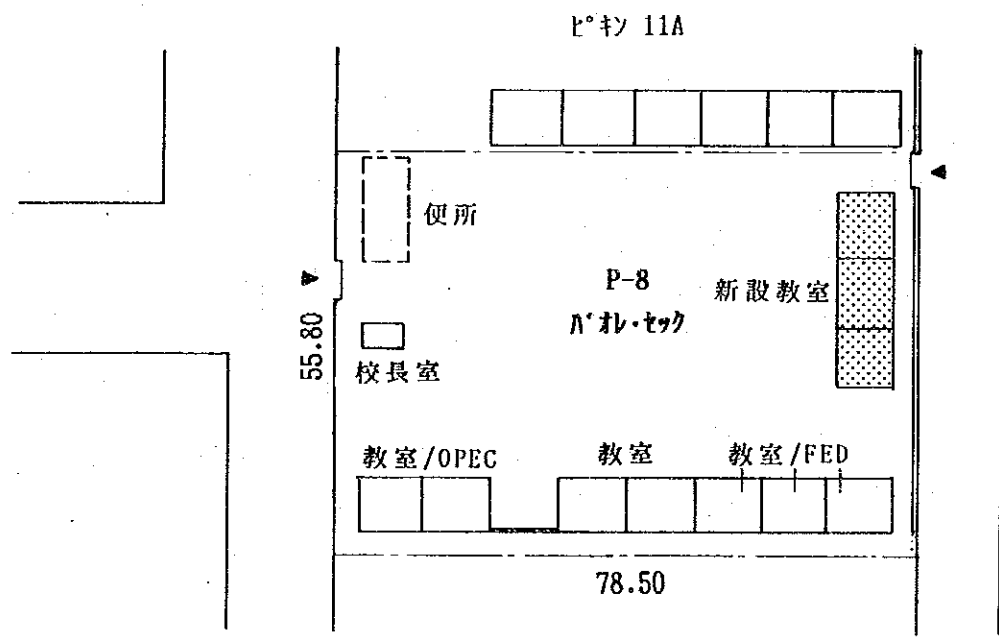 ピキン 11A
便所
P-8
バオレ・セック
新設教室
55.80
校長室
教室/OPEC
教室
教室/FED
78.50